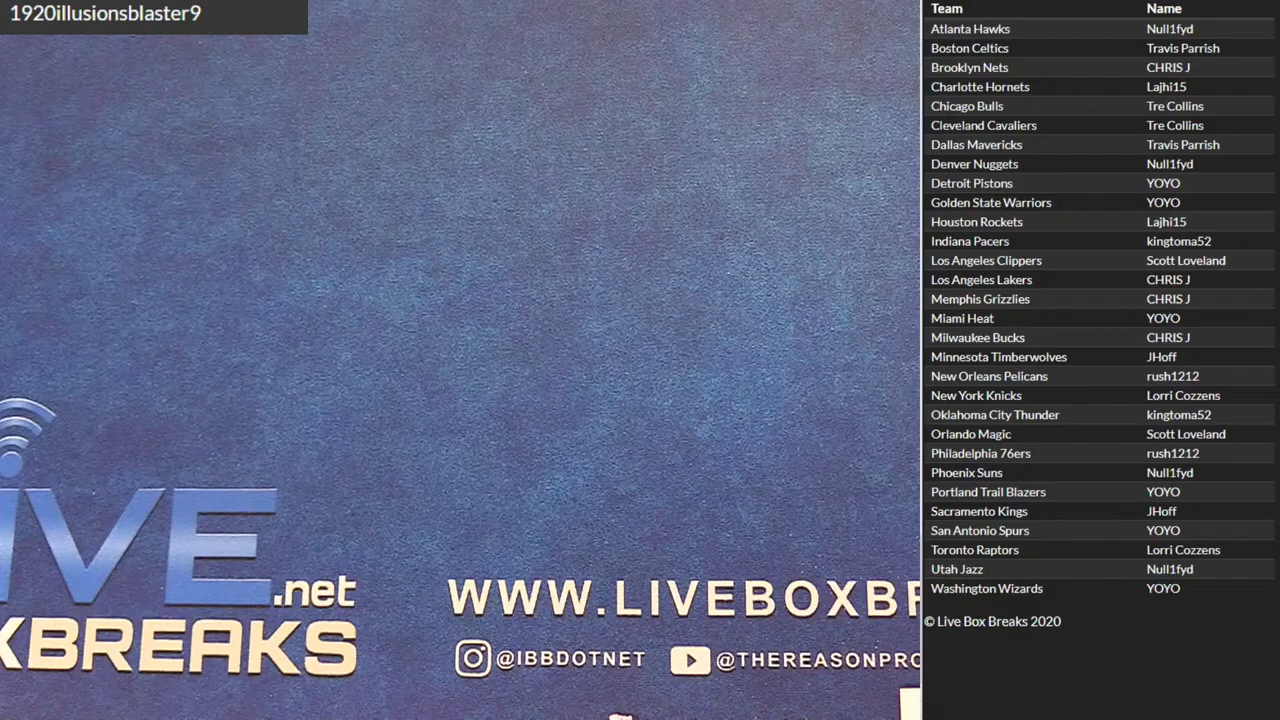 1920illusionsblaster9
Team Name
Atlanta Hawks Null1fyd
Boston Celtics Travis Parrish
Brooklyn Nets CHRIS J
Charlotte Hornets Lajhi15
Chicago Bulls Tre Collins
Cleveland Cavaliers Tre Collins
Dallas Mavericks Travis Parrish
Denver Nuggets Null1fyd
Detroit Pistons YOYO
Golden State Warriors YOYO
Houston Rockets Lajhi15
Indiana Pacers kingtoma52
Los Angeles Clippers Scott Loveland
Los Angeles Lakers CHRIS J
Memphis Grizzlies CHRIS J
Miami Heat YOYO
Milwaukee Bucks CHRIS J
Minnesota Timberwolves JHoff
New Orleans Pelicans rush1212
New York Knicks Lorri Cozzens
Oklahoma City Thunder kingtoma52
Orlando Magic Scott Loveland
Philadelphia 76ers rush1212
Phoenix Suns Null1fyd
Portland Trail Blazers YOYO
Sacramento Kings JHoff
San Antonio Spurs YOYO
Toronto Raptors Lorri Cozzens
Utah Jazz Null1fyd
Washington Wizards YOYO
© Live Box Breaks 2020
IVE.net
XBREAKS
WWW.LIVEBOXBR
@IBBDOTNET @THEREASONPRO